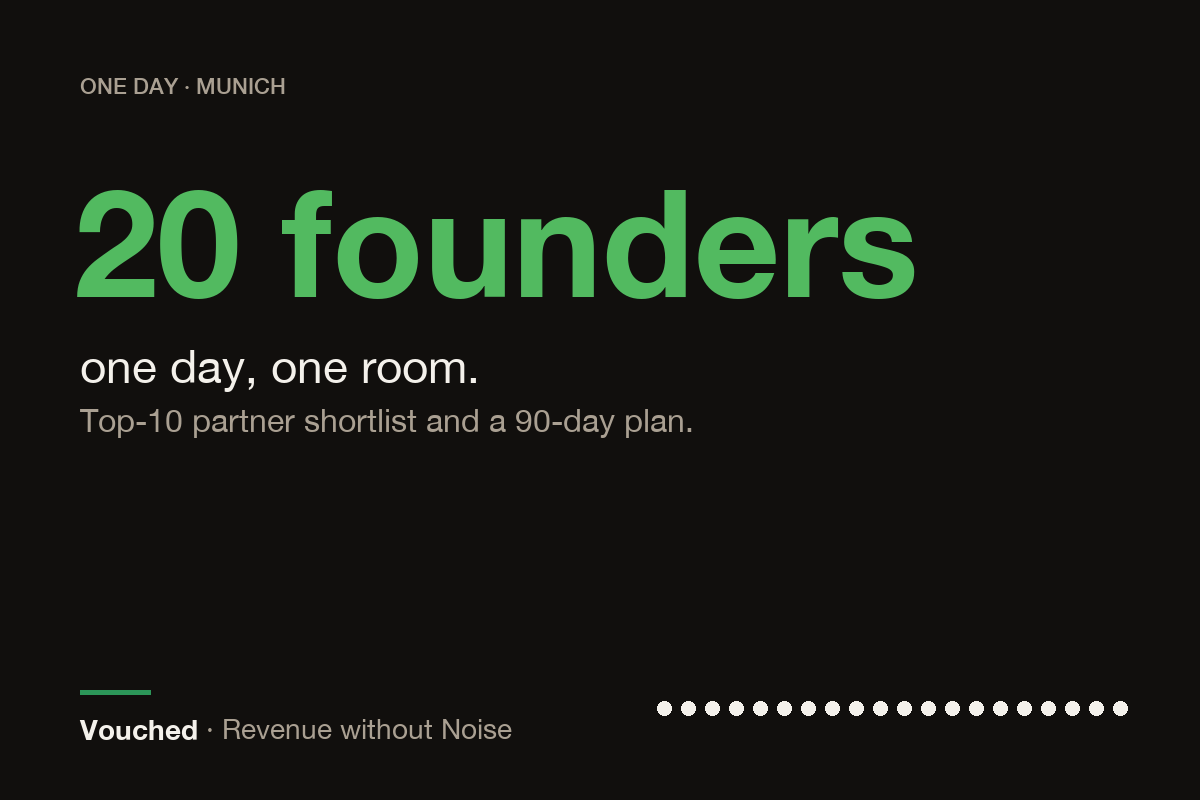 ONE DAY · MUNICH
20 founders
one day, one room.
Top-10 partner shortlist and a 90-day plan.
Vouched · Revenue without Noise